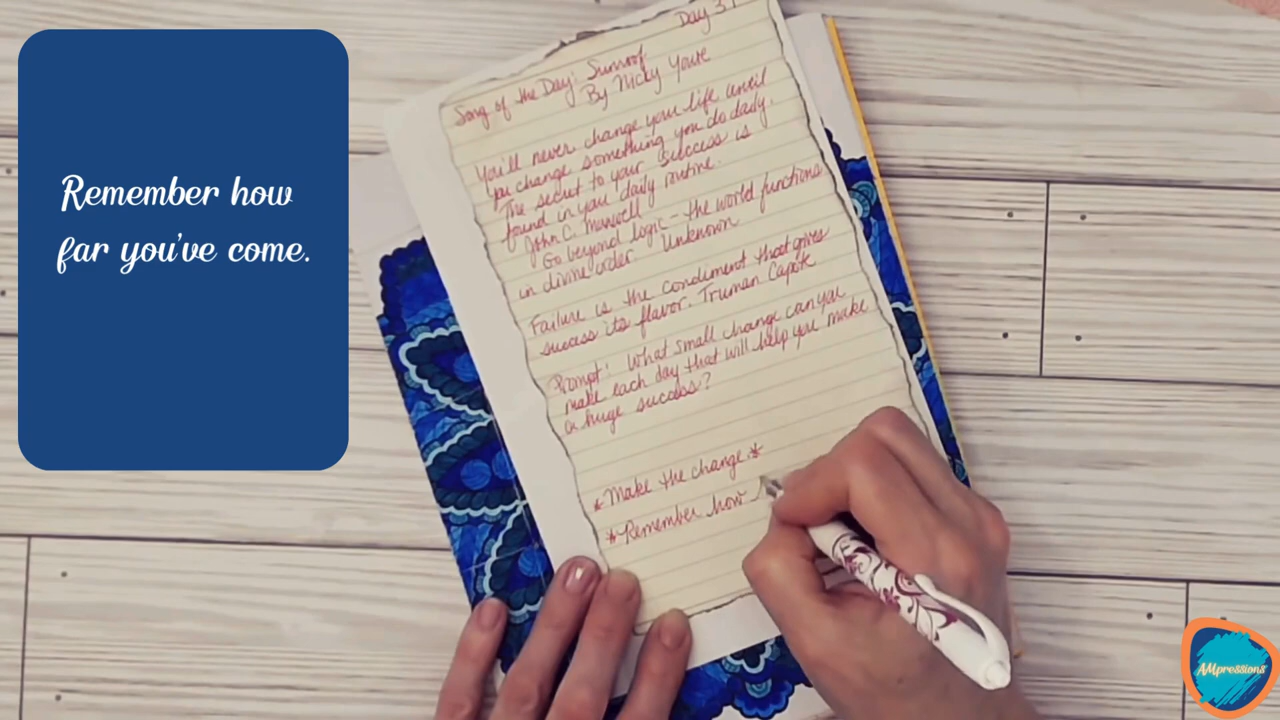 Remember how
far you've come.
Day 31
Song of the Day: Sunroof
By Nicky Youre
You'll never change your life until
you change something you do daily.
The secret to your success is
found in you daily routine.
John C. Maxwell
Go beyond logic - the world functions
in divine order. Unknown
Failure is the condiment that gives
success its flavor. Truman Capote
Prompt: What small change can you
make each day that will help you make
a huge success?
*Make the change.*
*Remember how
AMpressions